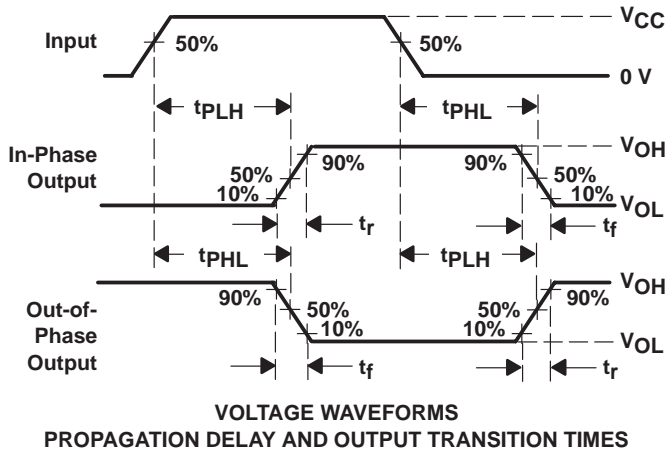 VCC
Input
50%
50%
0 V
tPLH
tPHL
In-Phase
Output
VOH
90%
90%
50%
50%
10%
10%
VOL
tr
tf
tPHL
tPLH
VOH
90%
90%
Out-of-
Phase
Output
50%
50%
10%
10%
VOL
tf
tr
VOLTAGE WAVEFORMS
PROPAGATION DELAY AND OUTPUT TRANSITION TIMES